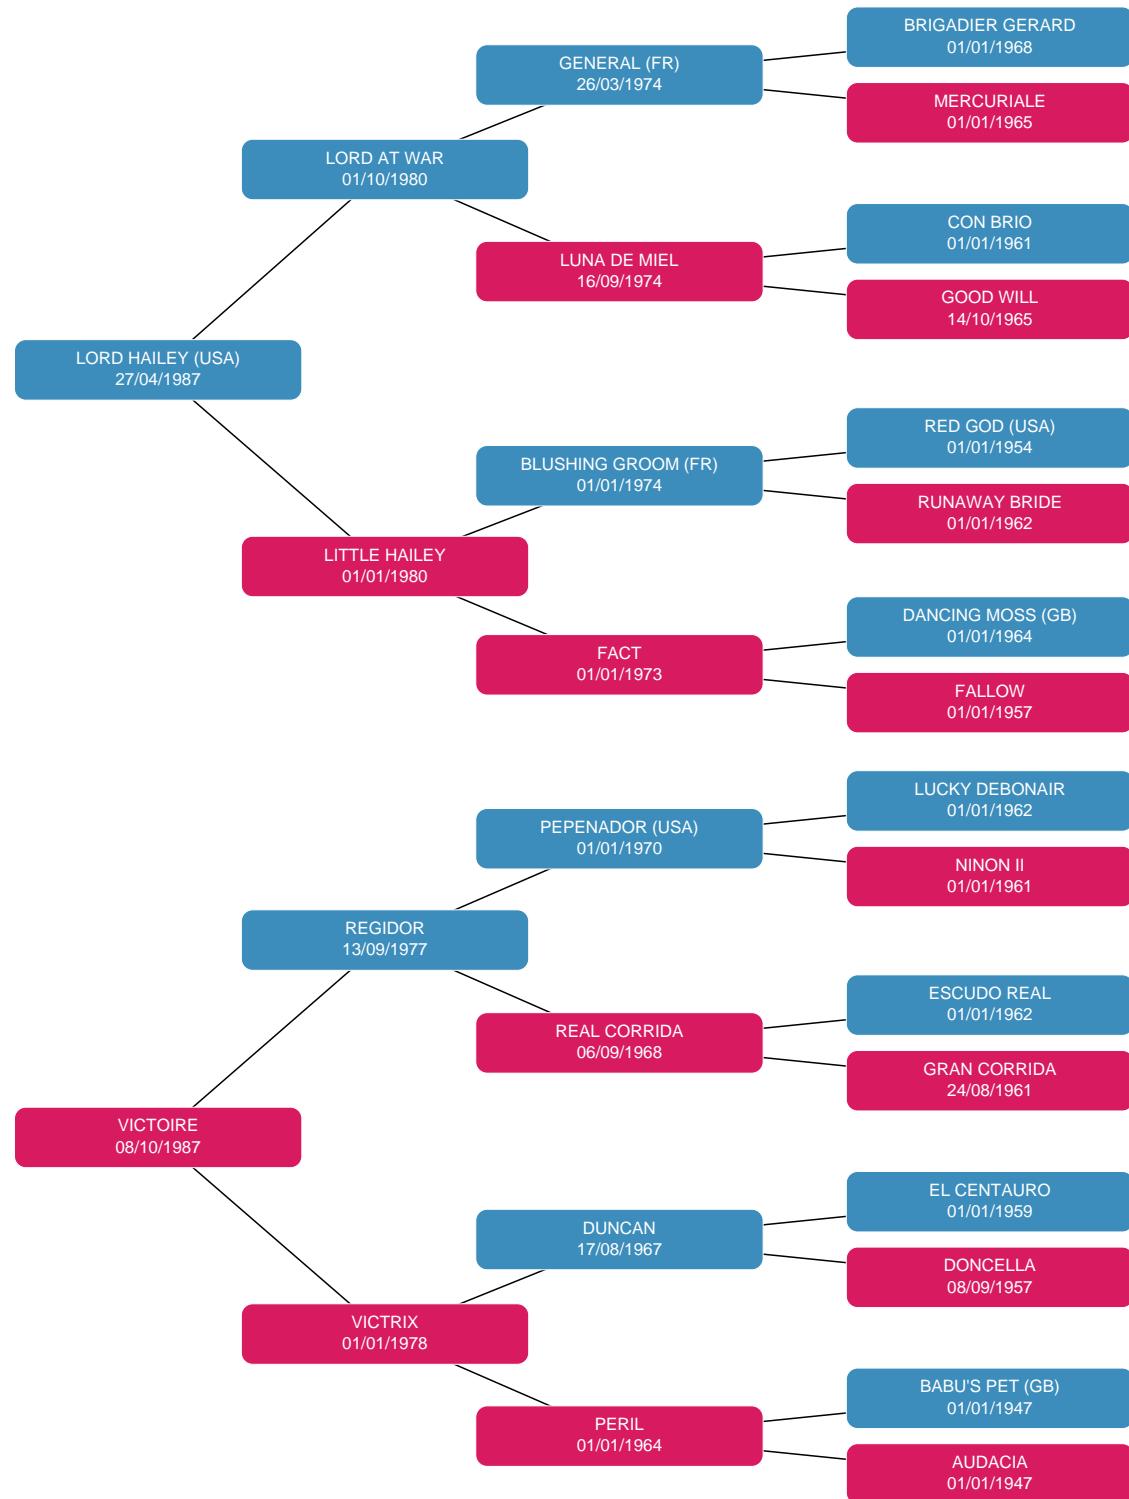 BRIGADIER GERARD
01/01/1968
GENERAL (FR)
26/03/1974
MERCURIALE
01/01/1965
LORD AT WAR
01/10/1980
CON BRIO
01/01/1961
LUNA DE MIEL
16/09/1974
GOOD WILL
14/10/1965
LORD HAILEY (USA)
27/04/1987
RED GOD (USA)
01/01/1954
BLUSHING GROOM (FR)
01/01/1974
RUNAWAY BRIDE
01/01/1962
LITTLE HAILEY
01/01/1980
DANCING MOSS (GB)
01/01/1964
FACT
01/01/1973
FALLOW
01/01/1957
LUCKY DEBONAIR
01/01/1962
PEPENADOR (USA)
01/01/1970
NINON II
01/01/1961
REGIDOR
13/09/1977
ESCUDO REAL
01/01/1962
REAL CORRIDA
06/09/1968
GRAN CORRIDA
24/08/1961
VICTOIRE
08/10/1987
EL CENTAURO
01/01/1959
DUNCAN
17/08/1967
DONCELLA
08/09/1957
VICTRIX
01/01/1978
BABU'S PET (GB)
01/01/1947
PERIL
01/01/1964
AUDACIA
01/01/1947